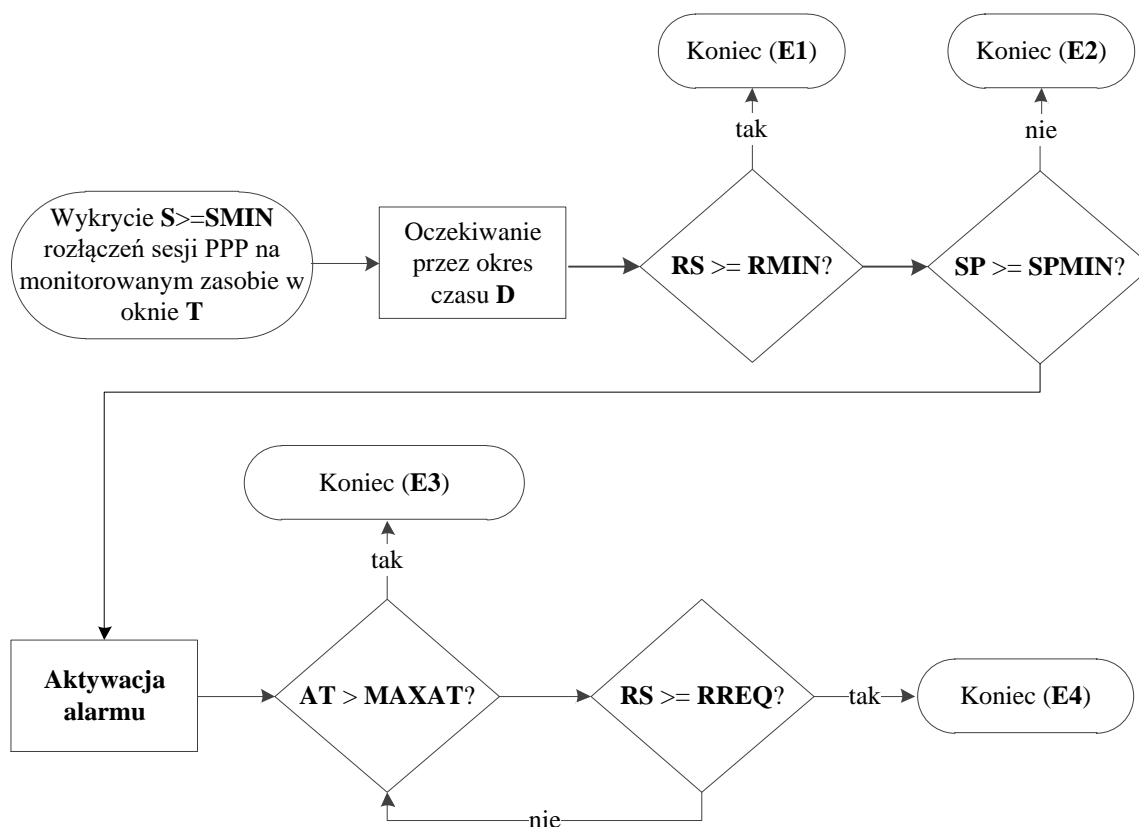 Koniec (E1)
Koniec (E2)
tak
nie
Wykrycie S>=SMIN
rozłączeń sesji PPP na
monitorowanym zasobie w
oknie T
Oczekiwanie
przez okres
czasu D
RS >= RMIN?
SP >= SPMIN?
Koniec (E3)
tak
Aktywacja
alarmu
AT > MAXAT?
RS >= RREQ?
tak
Koniec (E4)
nie